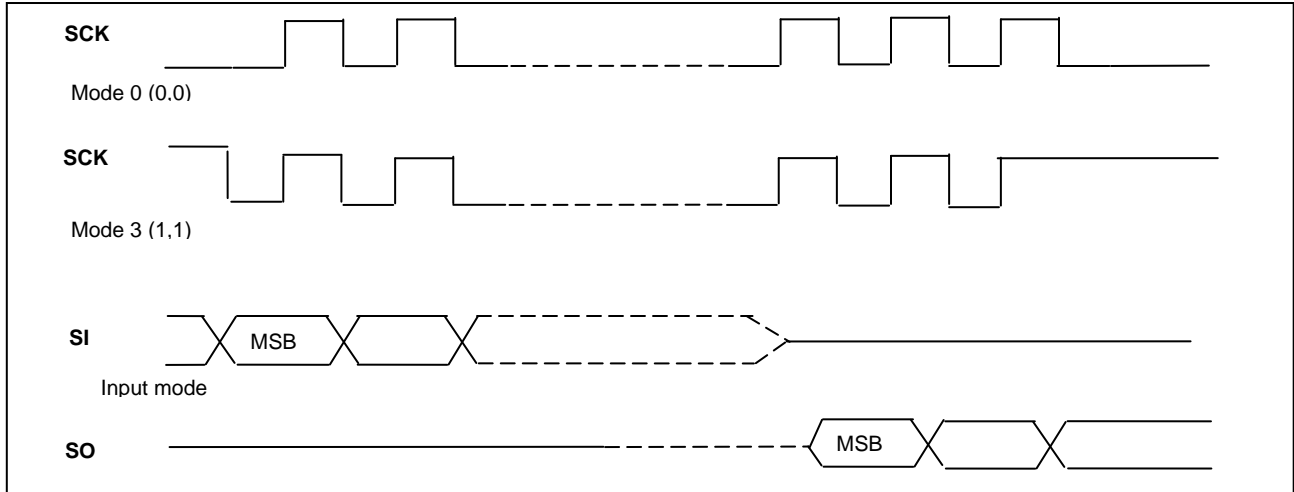 SCK
Mode 0 (0,0)
SCK
Mode 3 (1,1)
SI
MSB
Input mode
SO
MSB